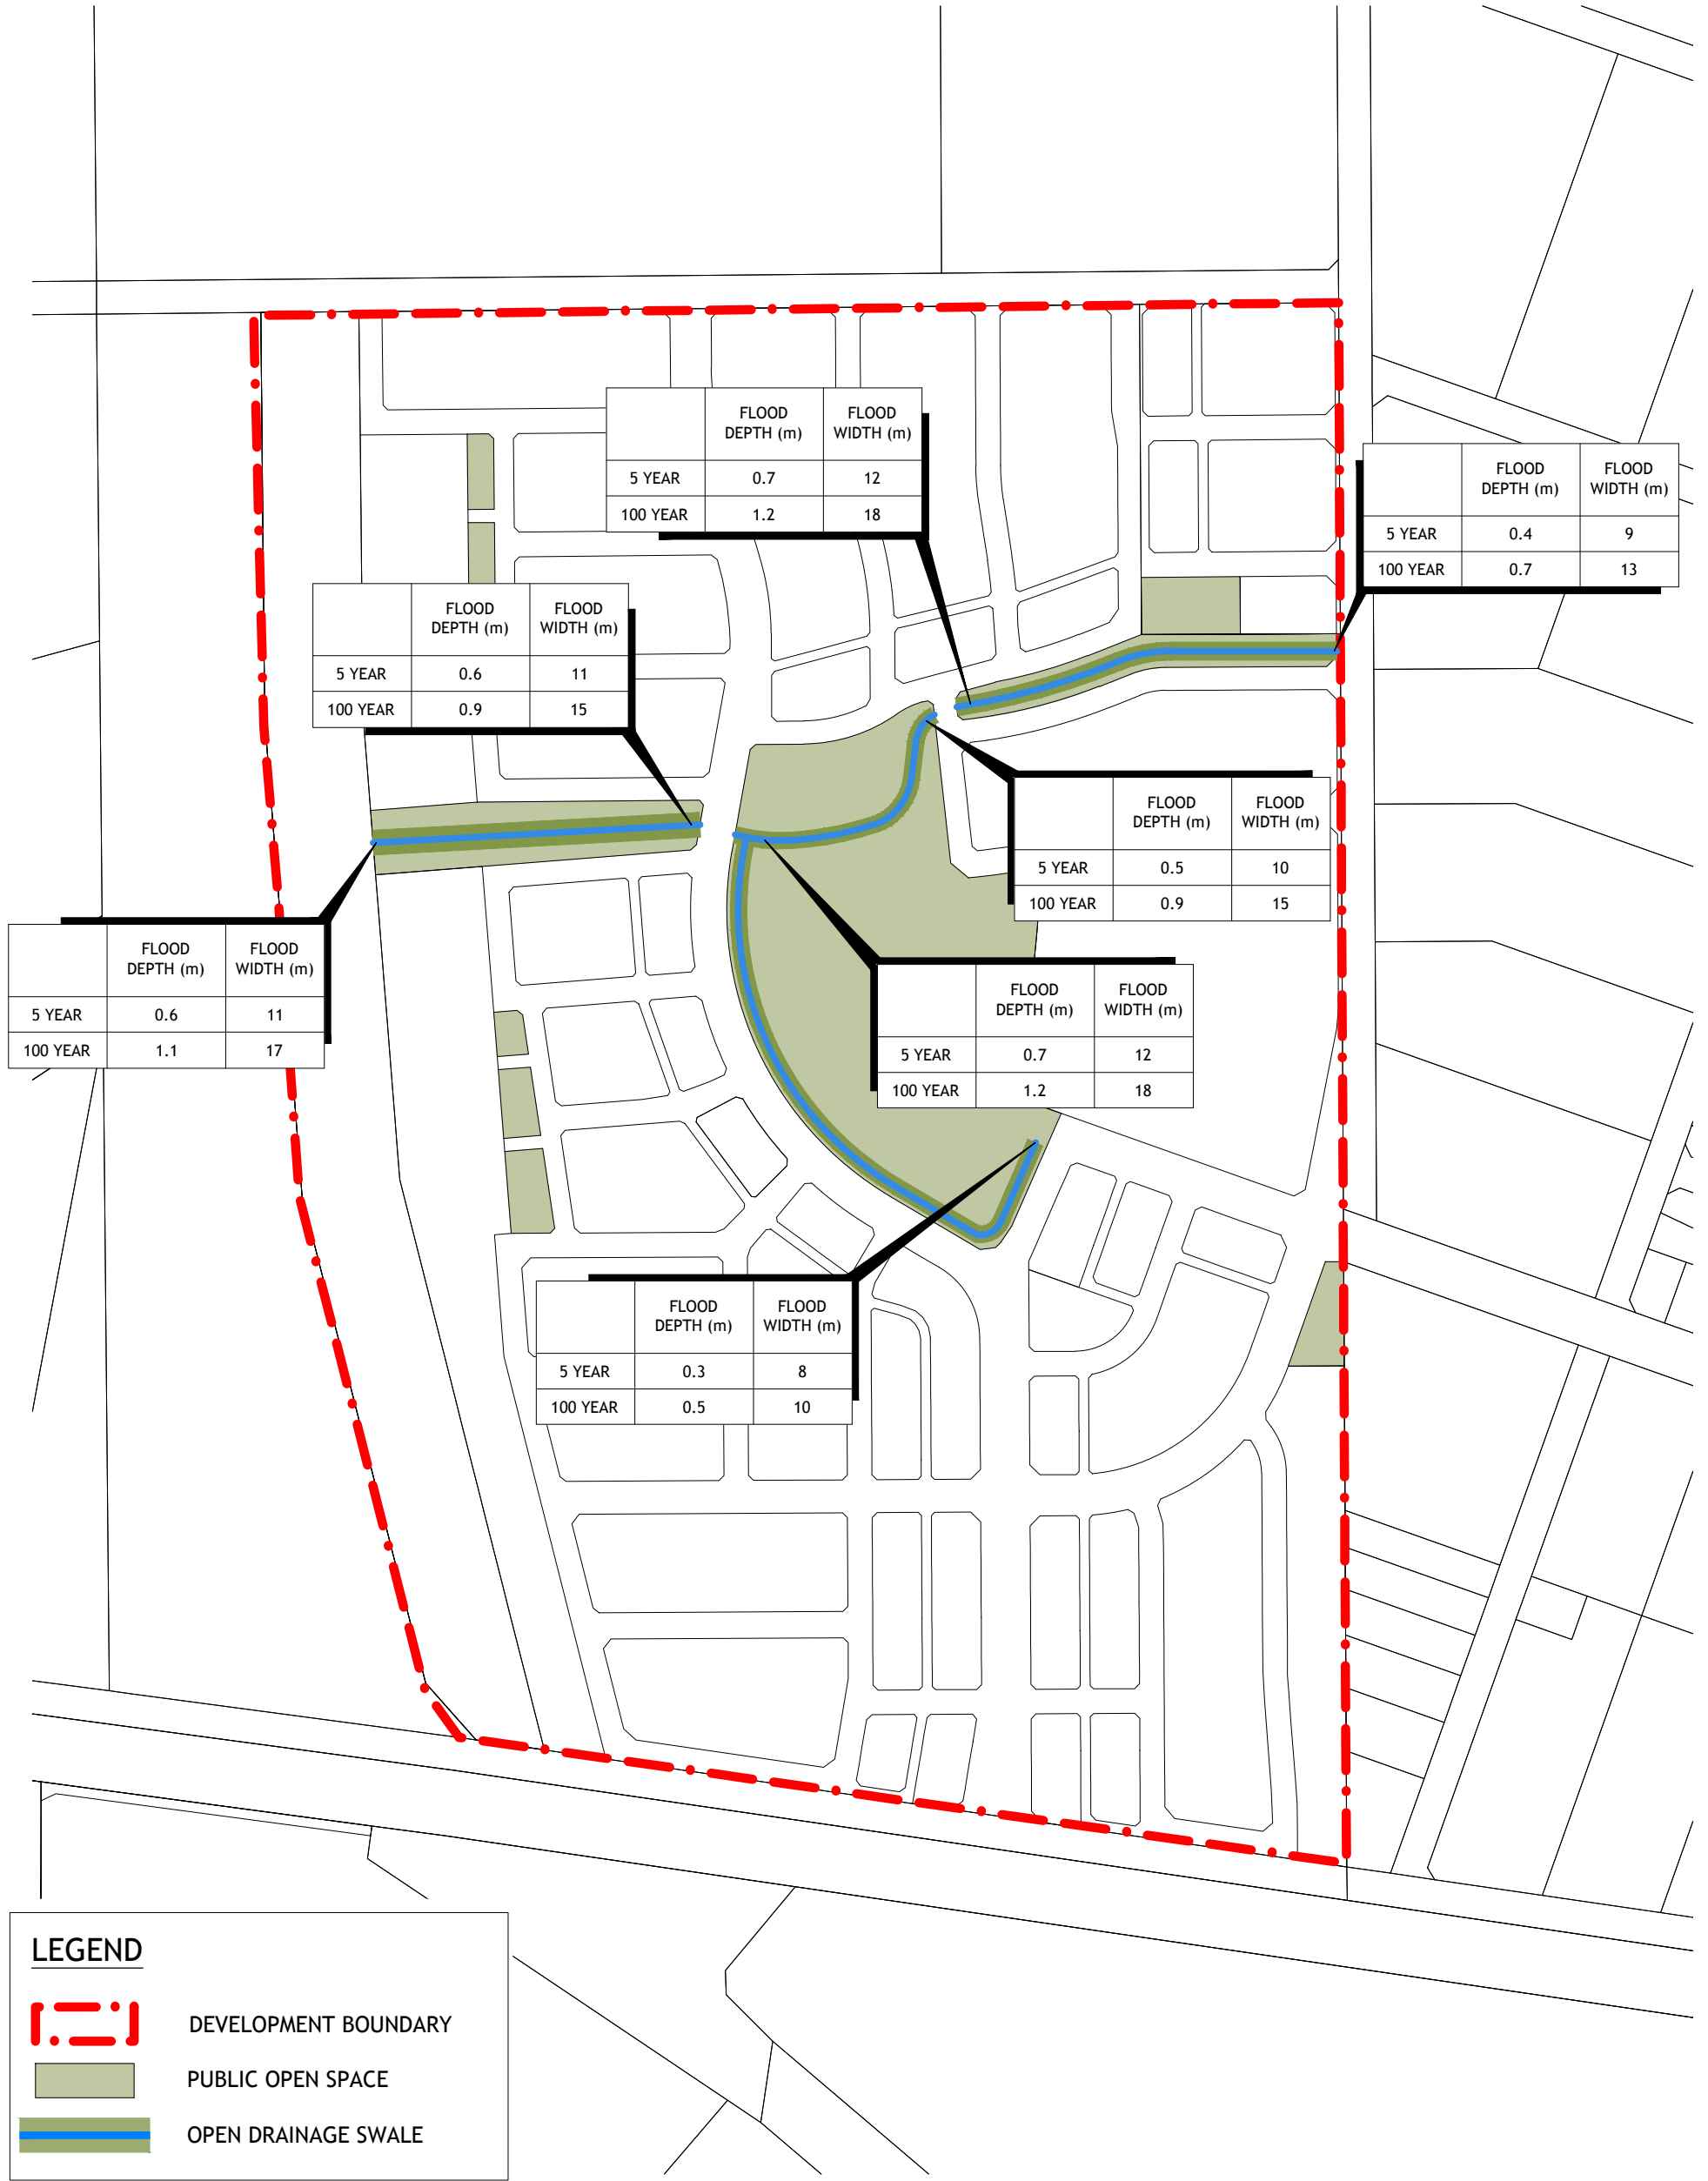 FLOOD FLOOD
DEPTH (m) WIDTH (m)
5 YEAR 0.7 12
100 YEAR 1.2 18
FLOOD FLOOD
DEPTH (m) WIDTH (m)
5 YEAR 0.4 9
100 YEAR 0.7 13
FLOOD FLOOD
DEPTH (m) WIDTH (m)
5 YEAR 0.6 11
100 YEAR 0.9 15
FLOOD FLOOD
DEPTH (m) WIDTH (m)
5 YEAR 0.5 10
100 YEAR 0.9 15
FLOOD FLOOD
DEPTH (m) WIDTH (m)
5 YEAR 0.6 11
100 YEAR 1.1 17
FLOOD FLOOD
DEPTH (m) WIDTH (m)
5 YEAR 0.7 12
100 YEAR 1.2 18
FLOOD FLOOD
DEPTH (m) WIDTH (m)
5 YEAR 0.3 8
100 YEAR 0.5 10
LEGEND
DEVELOPMENT BOUNDARY
PUBLIC OPEN SPACE
OPEN DRAINAGE SWALE